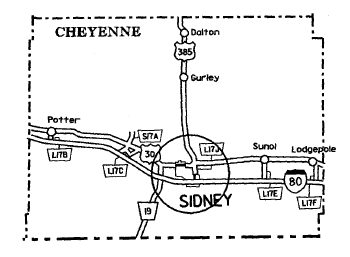 CHEYENNE
Dalton
385
Gurley
Potter
S17A
L17B
30
L17C
L17J
Sunol
Lodgepole
L17E
80
L17F
SIDNEY
19